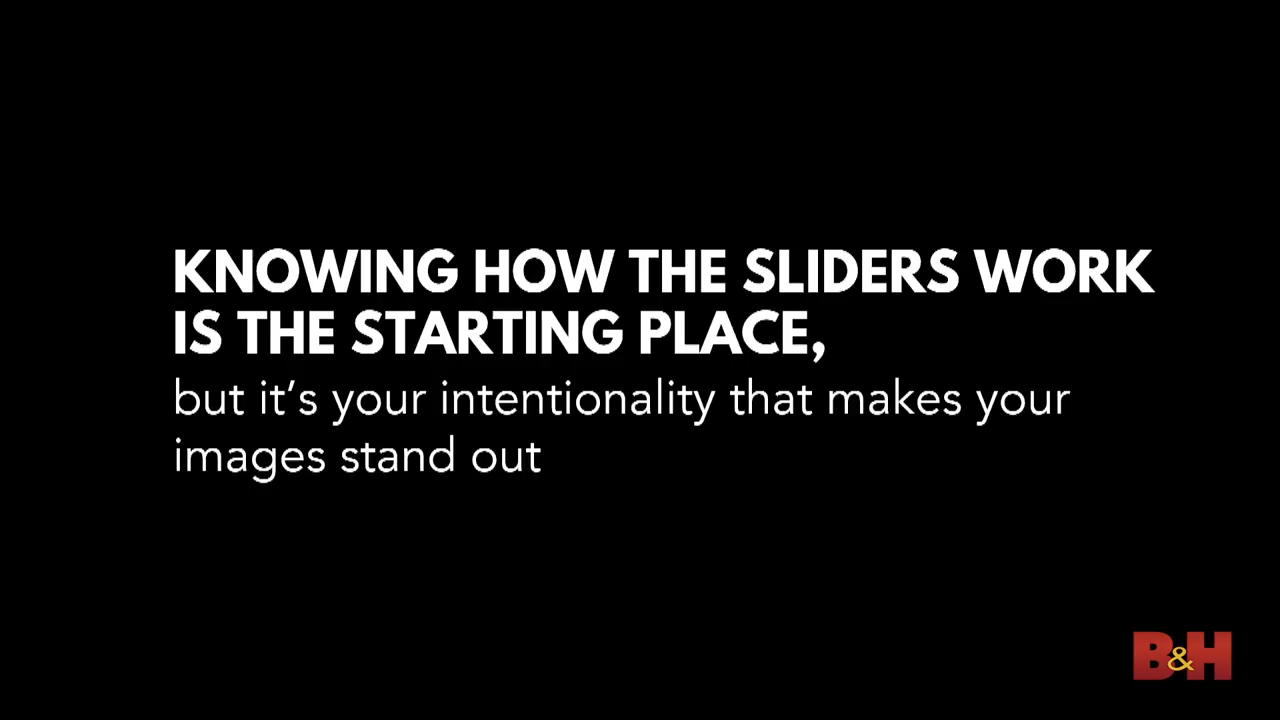 KNOWING HOW THE SLIDERS WORK
IS THE STARTING PLACE,
but it’s your intentionality that makes your
images stand out
B&H